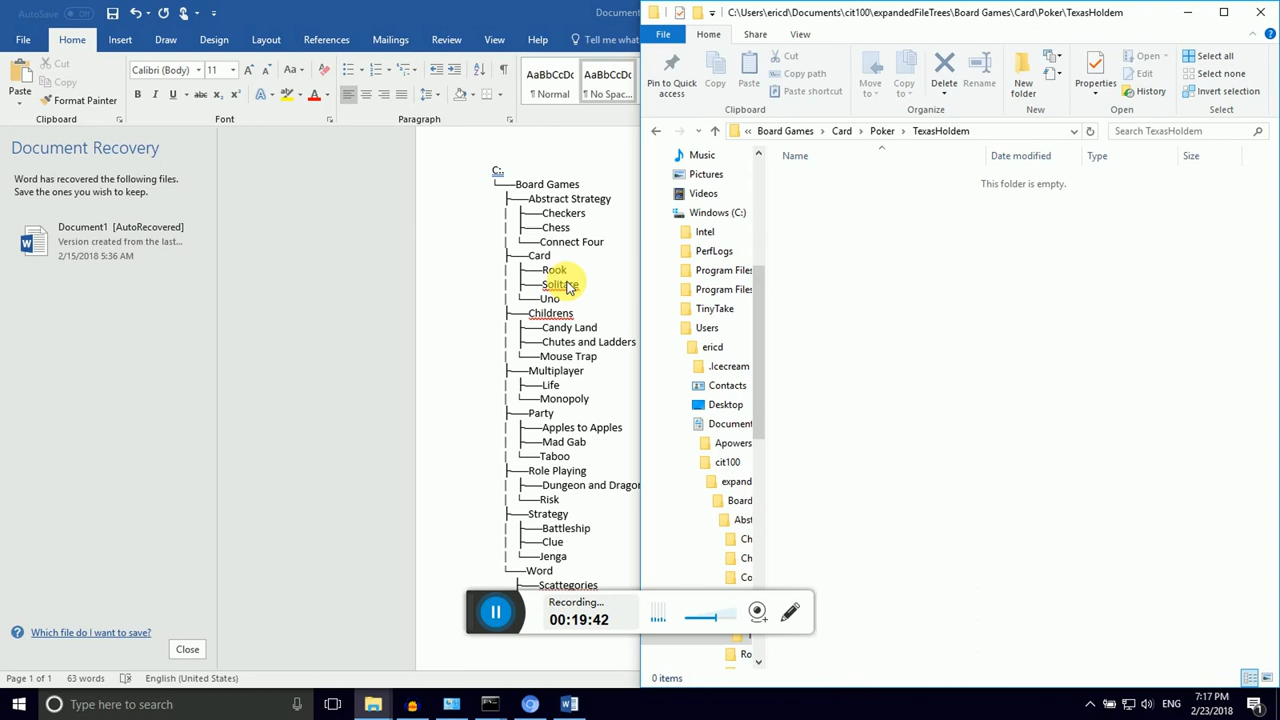 AutoSave Off
Document
File Home Insert Draw Design Layout References Mailings Review View Help Tell me what
Paste
Cut
Copy
Format Painter
Calibri (Body) 11
Clipboard Font Paragraph
AaBbCcDc
¶ Normal
AaBbCcDc
¶ No Spac...
Document Recovery
Word has recovered the following files.
Save the ones you wish to keep.
Document1 [AutoRecovered]
Version created from the last...
2/15/2018 5:36 AM
Which file do I want to save?
Close
Page 1 of 1 63 words English (United States)
C:.
Board Games
Abstract Strategy
Checkers
Chess
Connect Four
Card
Rook
Solitare
Uno
Childrens
Candy Land
Chutes and Ladders
Mouse Trap
Multiplayer
Life
Monopoly
Party
Apples to Apples
Mad Gab
Taboo
Role Playing
Dungeon and Dragon
Risk
Strategy
Battleship
Clue
Jenga
Word
Scattegories
Recording...
00:19:42
C:\Users\ericd\Documents\cit100\expandedFileTrees\Board Games\Card\Poker\TexasHoldem
File Home Share View
Pin to Quick access
Copy
Paste
Cut
Copy path
Paste shortcut
Clipboard
Move to
Copy to
Delete
Rename
Organize
New folder
New
Properties
Open
Edit
History
Open
Select all
Select none
Invert selection
Select
« Board Games > Card > Poker > TexasHoldem
Search TexasHoldem
Name Date modified Type Size
This folder is empty.
Music
Pictures
Videos
Windows (C:)
Intel
PerfLogs
Program Files
Program Files
TinyTake
Users
ericd
.Icecream
Contacts
Desktop
Document
Apowers
cit100
expand
Board
Abst
Ch
Ch
Co
Ro
0 items
Type here to search
ENG
7:17 PM
2/23/2018